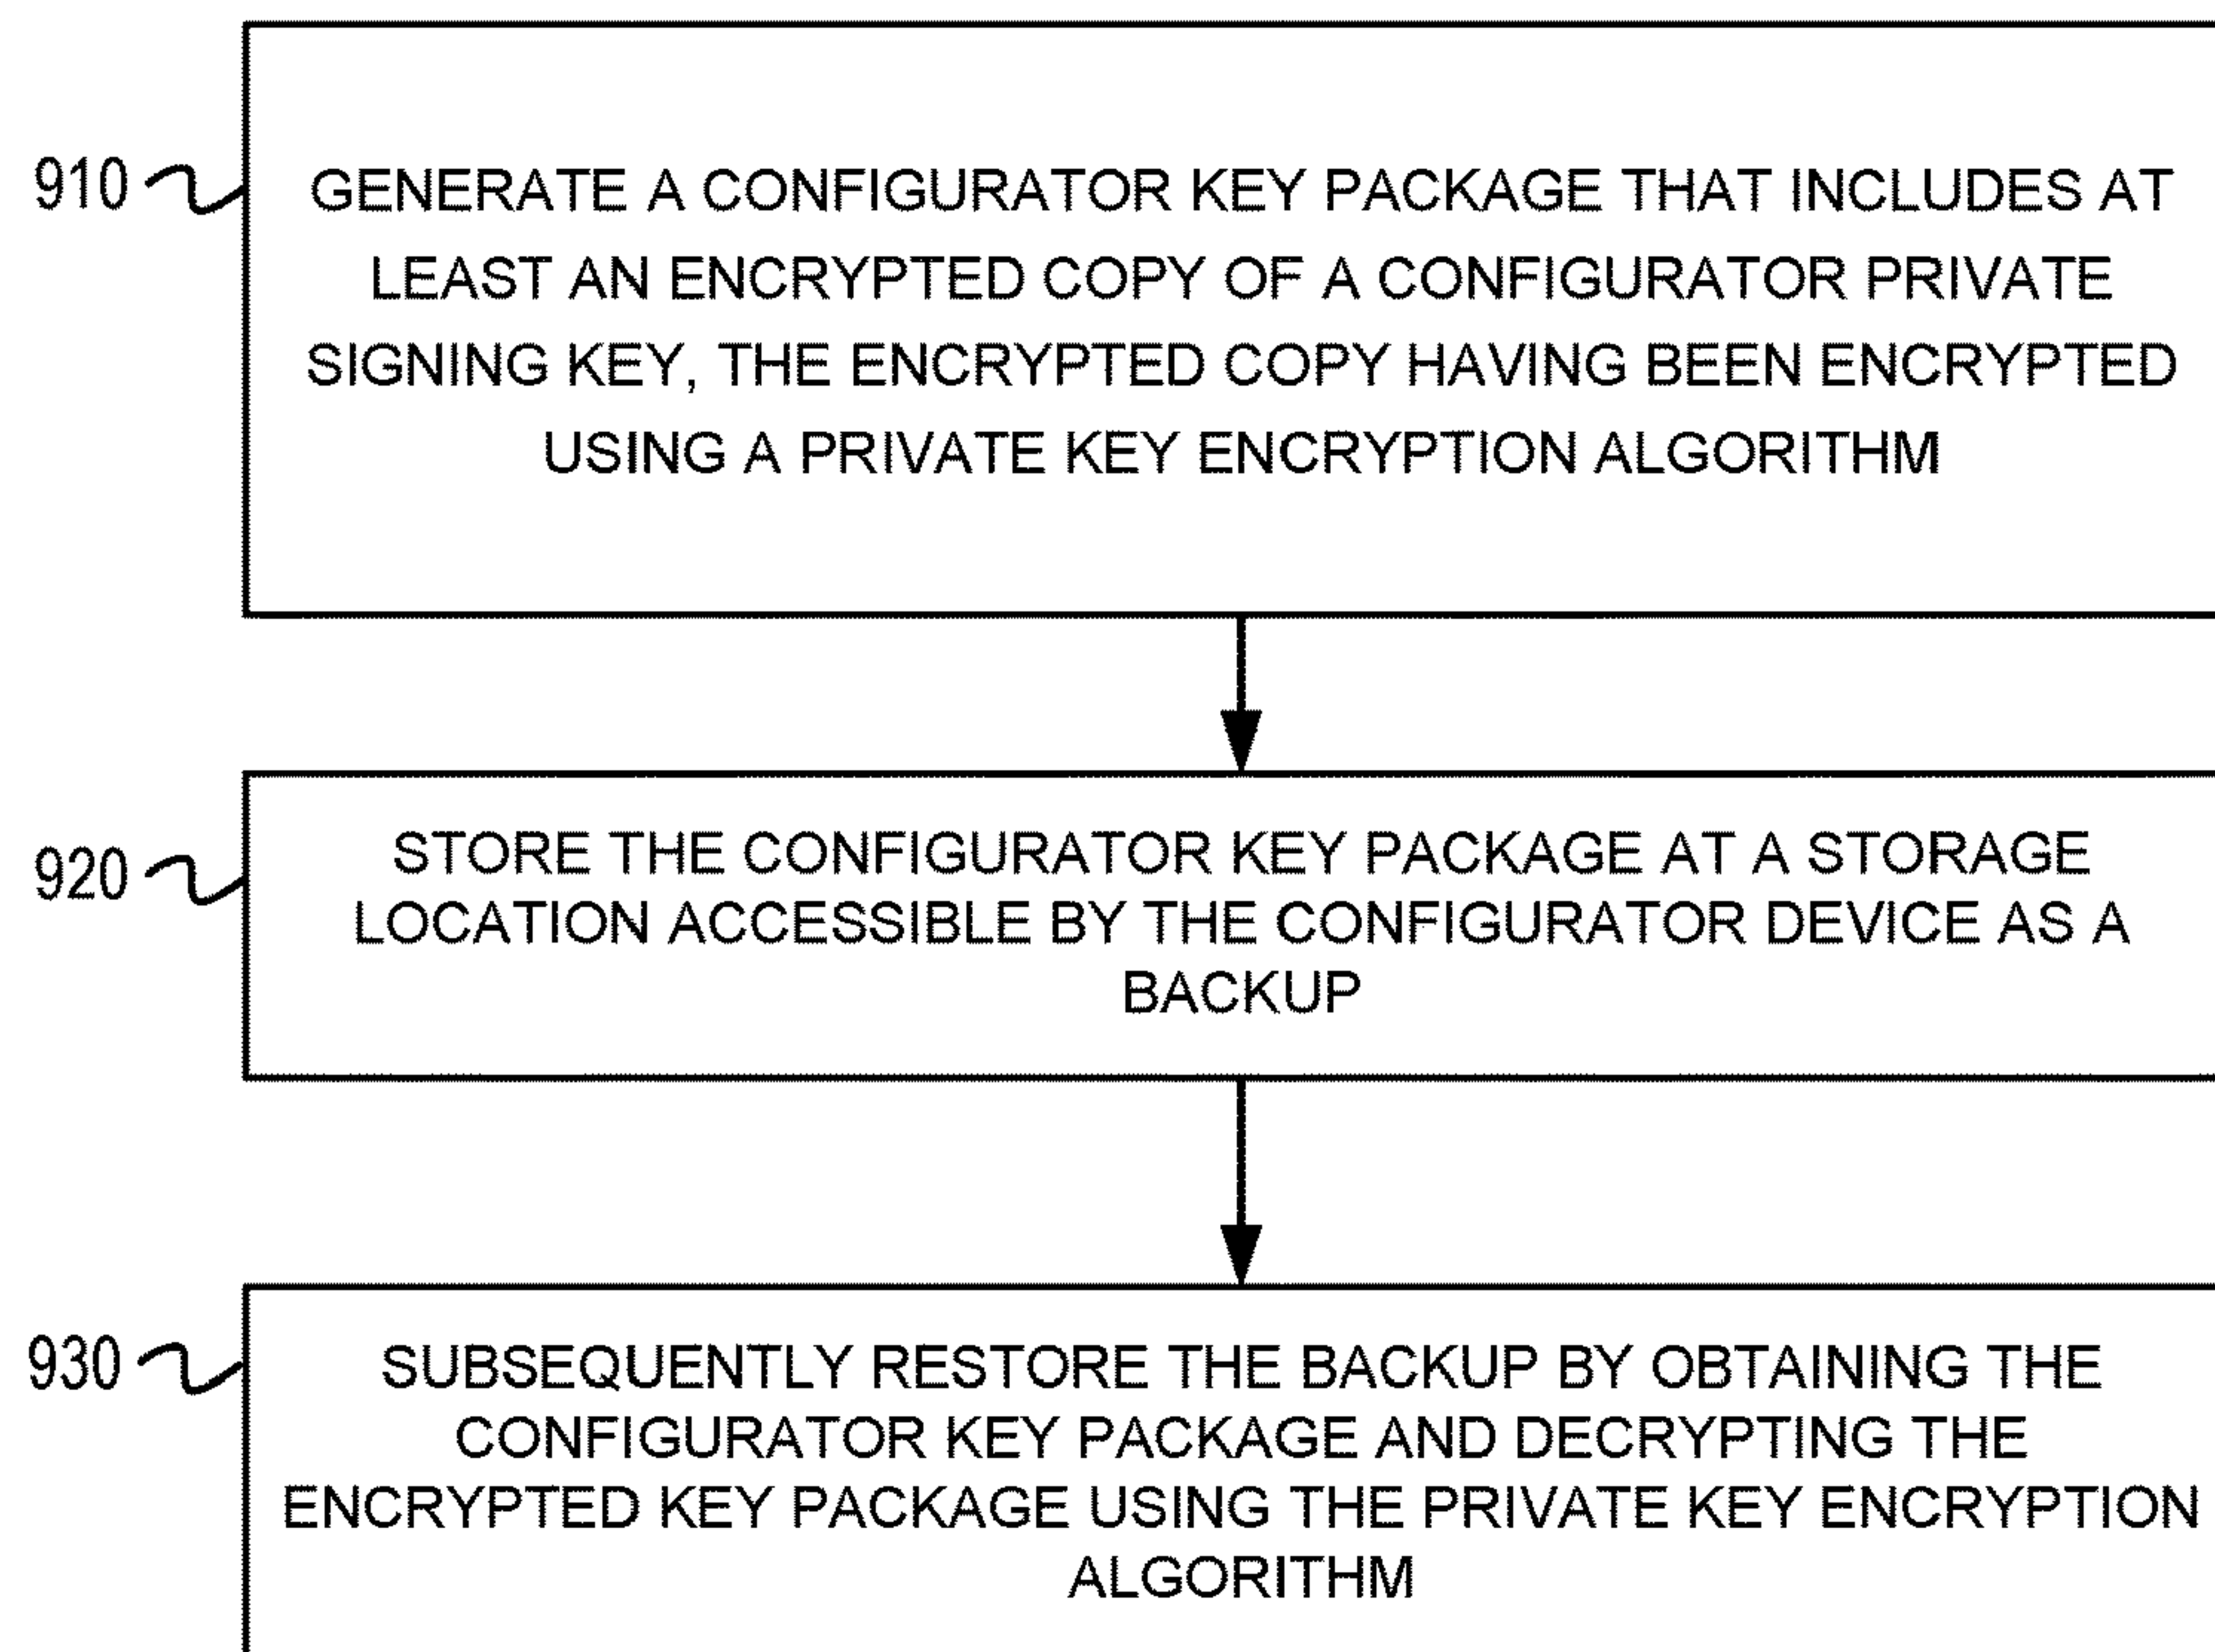 910
GENERATE A CONFIGURATOR KEY PACKAGE THAT INCLUDES AT
LEAST AN ENCRYPTED COPY OF A CONFIGURATOR PRIVATE
SIGNING KEY, THE ENCRYPTED COPY HAVING BEEN ENCRYPTED
USING A PRIVATE KEY ENCRYPTION ALGORITHM
920
STORE THE CONFIGURATOR KEY PACKAGE AT A STORAGE
LOCATION ACCESSIBLE BY THE CONFIGURATOR DEVICE AS A
BACKUP
930
SUBSEQUENTLY RESTORE THE BACKUP BY OBTAINING THE
CONFIGURATOR KEY PACKAGE AND DECRYPTING THE
ENCRYPTED KEY PACKAGE USING THE PRIVATE KEY ENCRYPTION
ALGORITHM